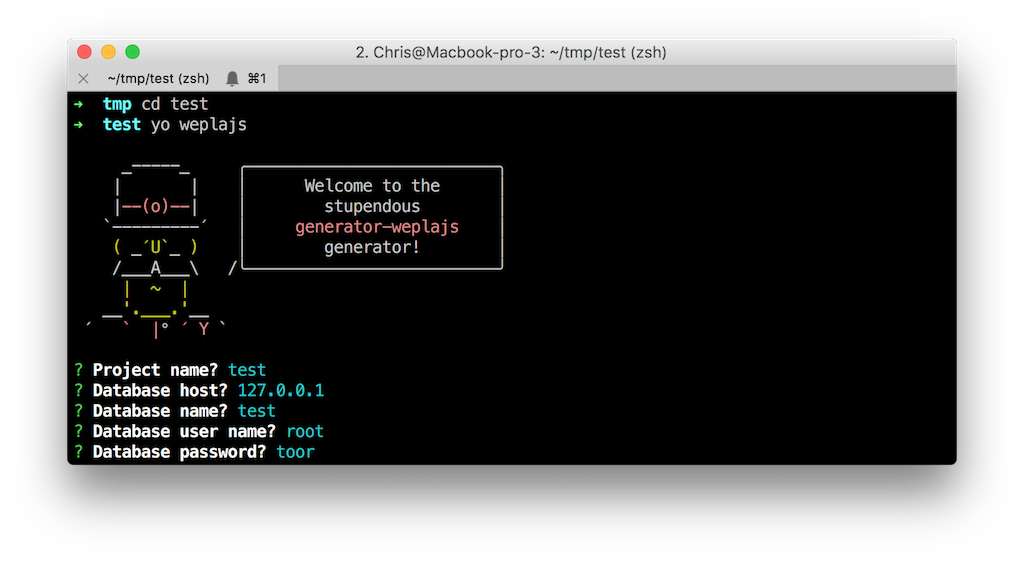 2. Chris@Macbook-pro-3: ~/tmp/test (zsh)
~/tmp/test (zsh) ⌘1
➜ tmp cd test
➜ test yo weplajs
Welcome to the
stupendous
generator-weplajs
generator!
? Project name? test
? Database host? 127.0.0.1
? Database name? test
? Database user name? root
? Database password? toor